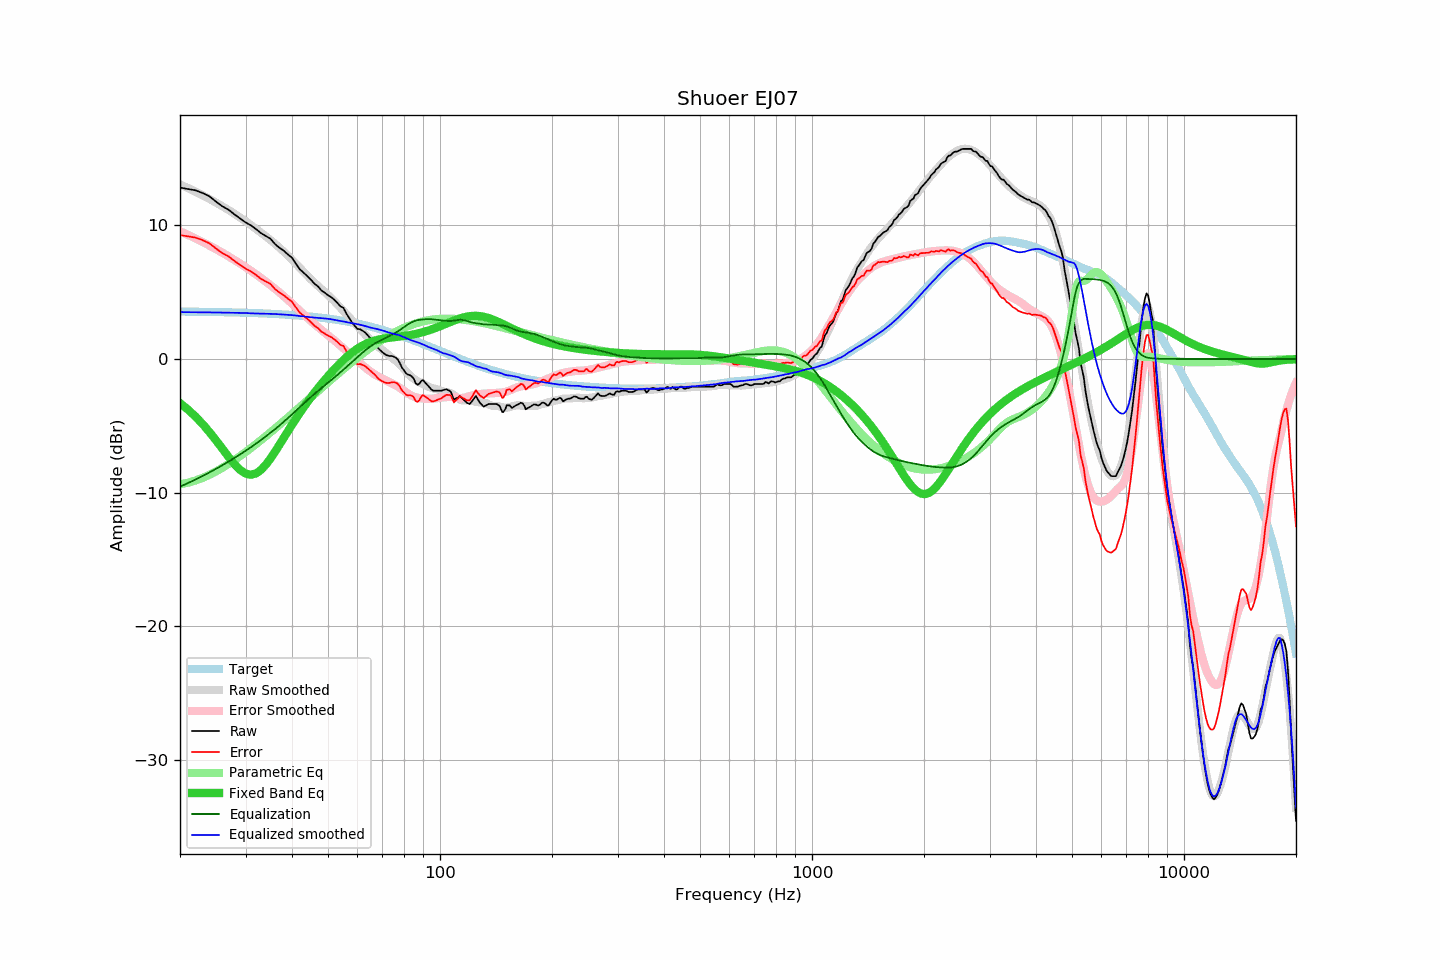 Shuoer EJ07
Amplitude (dBr)
10
0
−10
−20
−30
Target
Raw Smoothed
Error Smoothed
Raw
Error
Parametric Eq
Fixed Band Eq
Equalization
Equalized smoothed
100
1000
10000
Frequency (Hz)